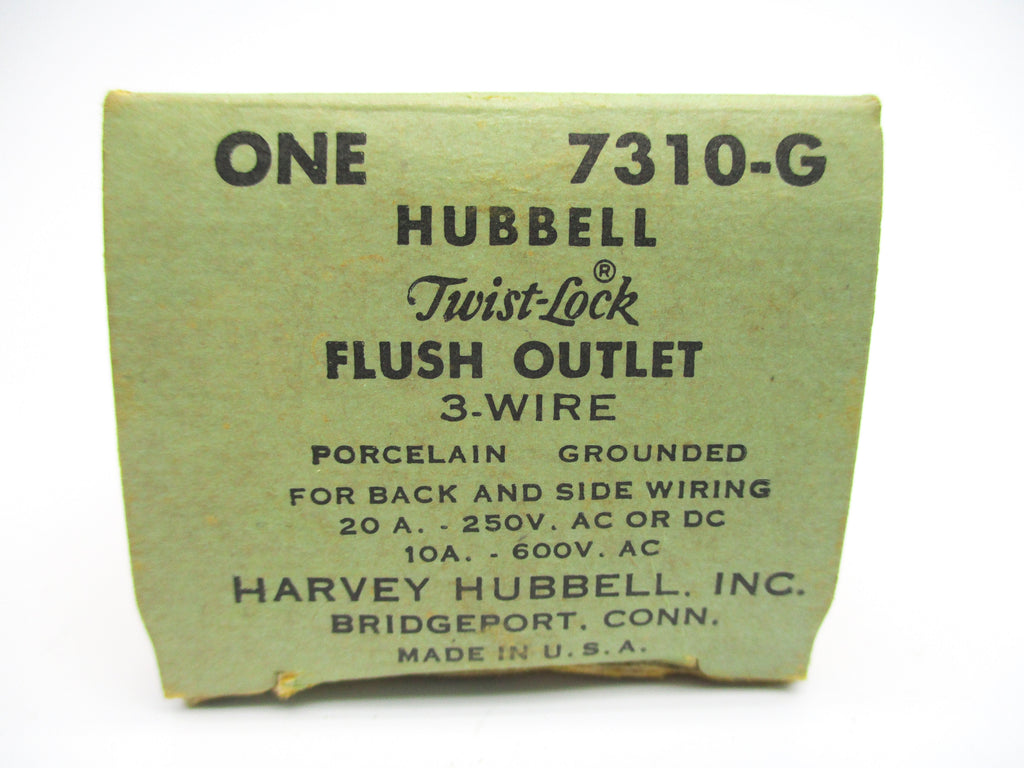 ONE 7310-G
HUBBELL
Twist-Lock®
FLUSH OUTLET
3-WIRE
PORCELAIN GROUNDED
FOR BACK AND SIDE WIRING
20 A. - 250V. AC OR DC
10A. - 600V. AC
HARVEY HUBBELL, INC.
BRIDGEPORT, CONN.
MADE IN U.S.A.